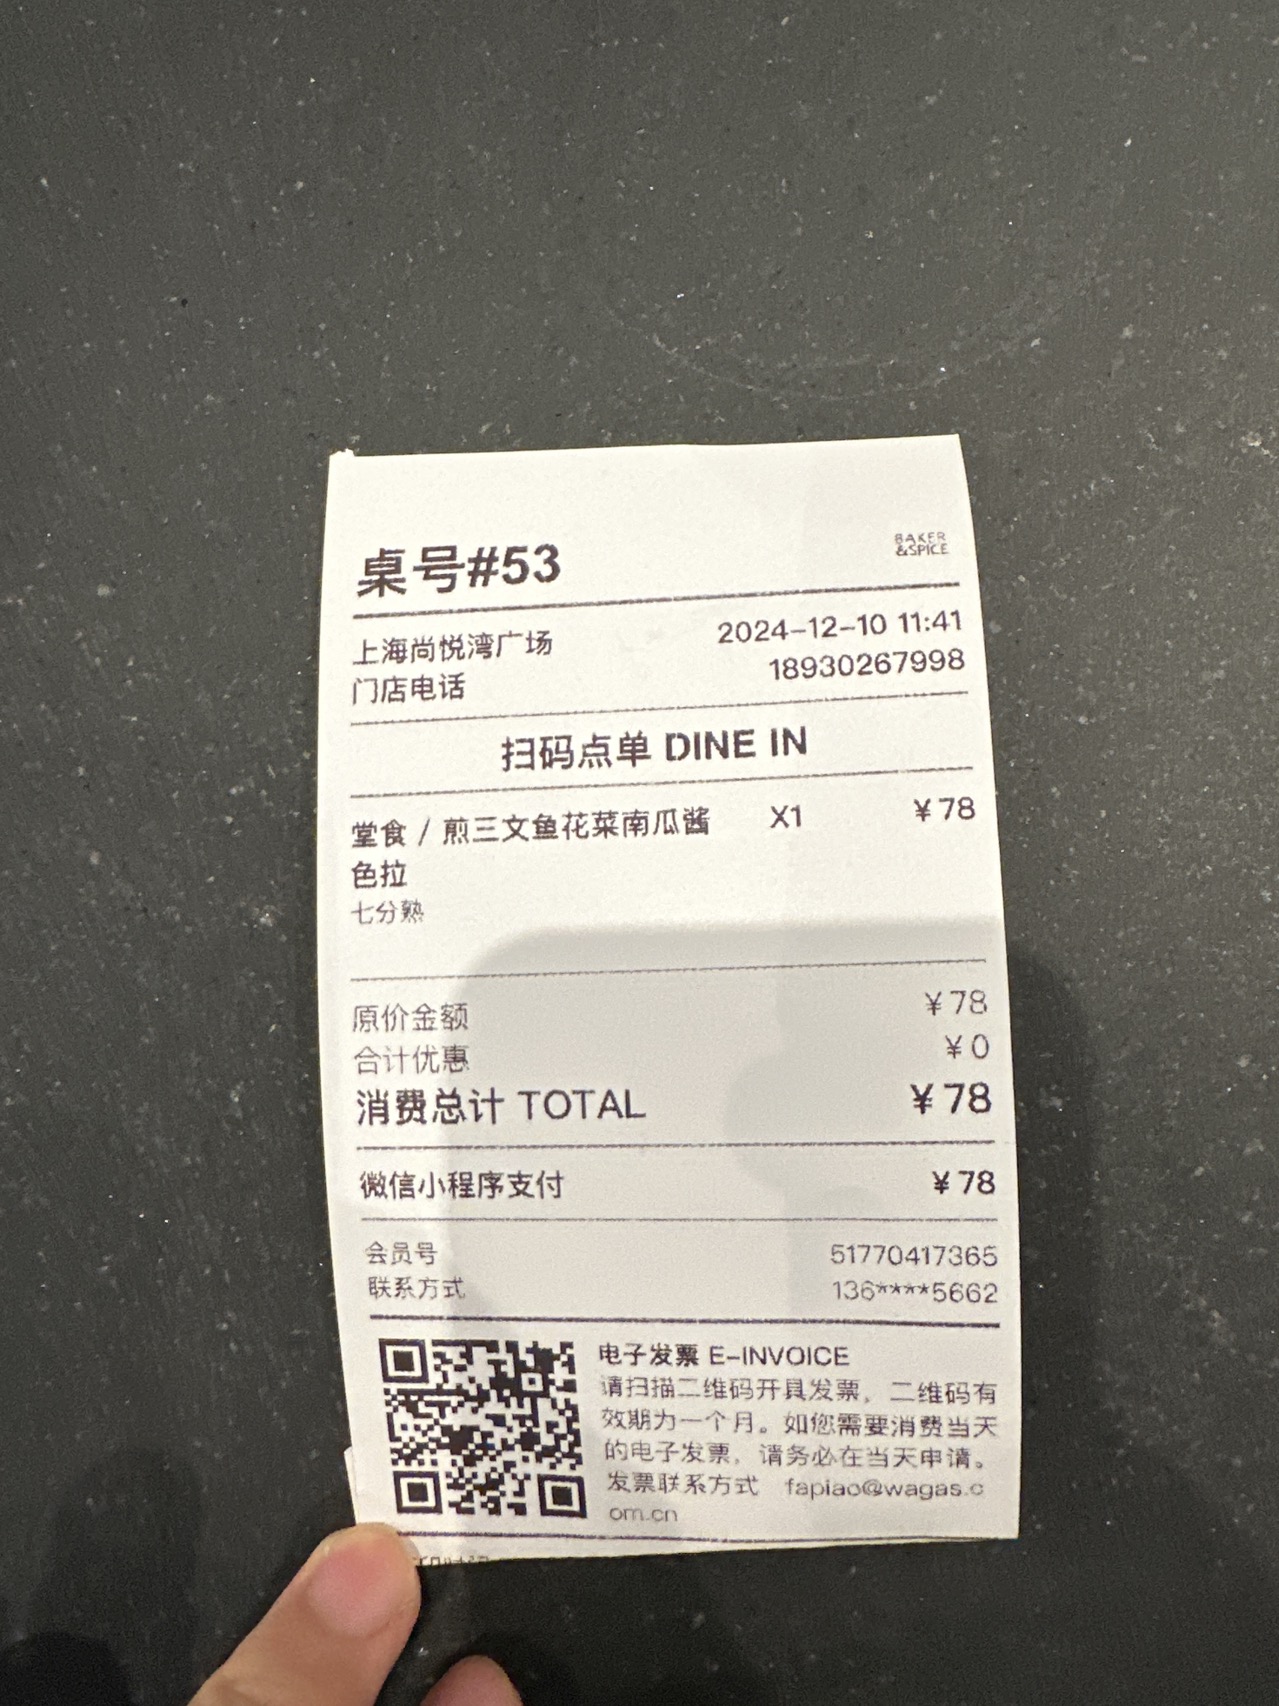 桌号#53
BAKER
&SPICE
上海尚悦湾广场 2024-12-10 11:41
门店电话 18930267998
扫码点单 DINE IN
堂食 / 煎三文鱼花菜南瓜酱 X1 ¥78
色拉
七分熟
原价金额 ¥78
合计优惠 ¥0
消费总计 TOTAL ¥78
微信小程序支付 ¥78
会员号 51770417365
联系方式 136****5662
电子发票 E-INVOICE
请扫描二维码开具发票，二维码有
效期为一个月。如您需要消费当天
的电子发票，请务必在当天申请。
发票联系方式 fapiao@wagas.c
om.cn